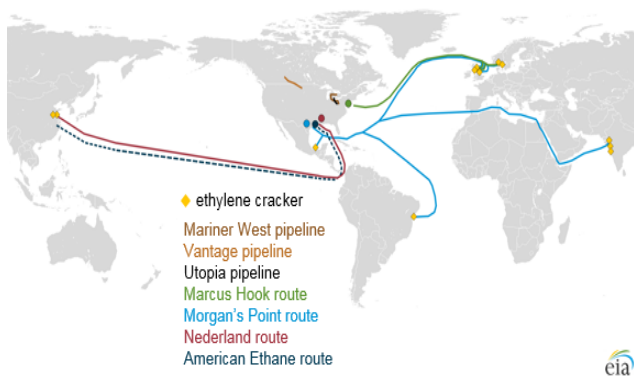 ethylene cracker
Mariner West pipeline
Vantage pipeline
Utopia pipeline
Marcus Hook route
Morgan's Point route
Nederland route
American Ethane route
eia